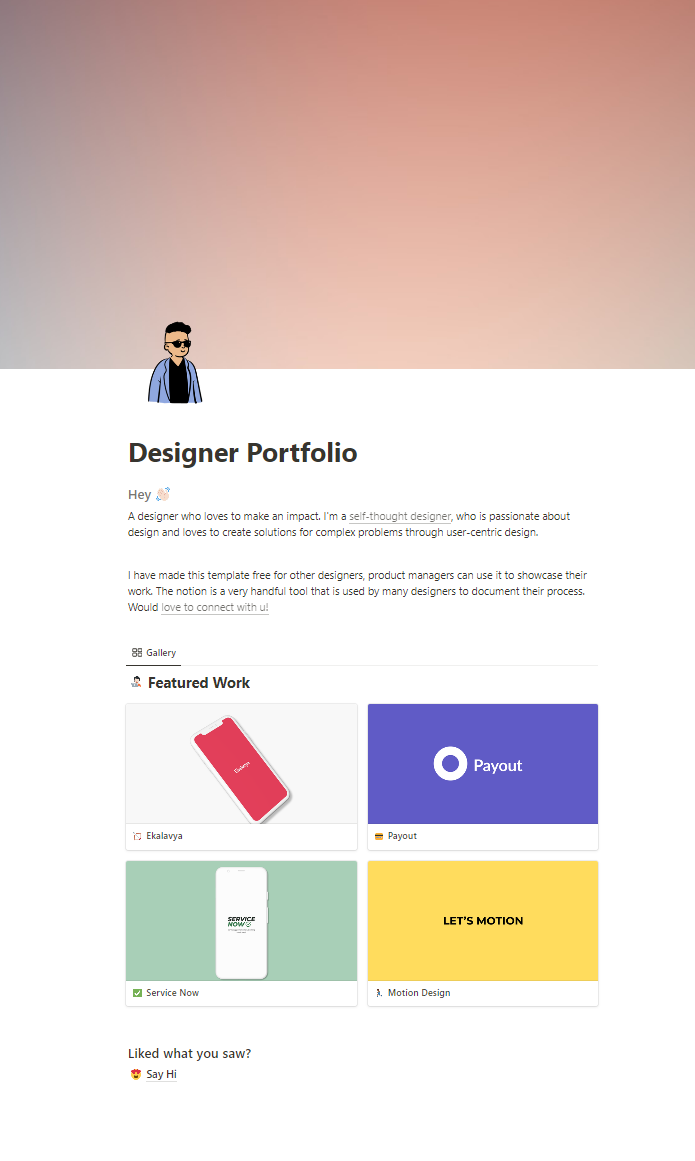 Designer Portfolio
Hey 👋🏻
A designer who loves to make an impact. I'm a self-thought designer, who is passionate about
design and loves to create solutions for complex problems through user-centric design.
I have made this template free for other designers, product managers can use it to showcase their
work. The notion is a very handful tool that is used by many designers to document their process.
Would love to connect with u!
Gallery
Featured Work
Ekalavya
Payout
Ekalavya
Payout
SERVICE
NOW
LET'S MOTION
Service Now
Motion Design
Liked what you saw?
😍 Say Hi